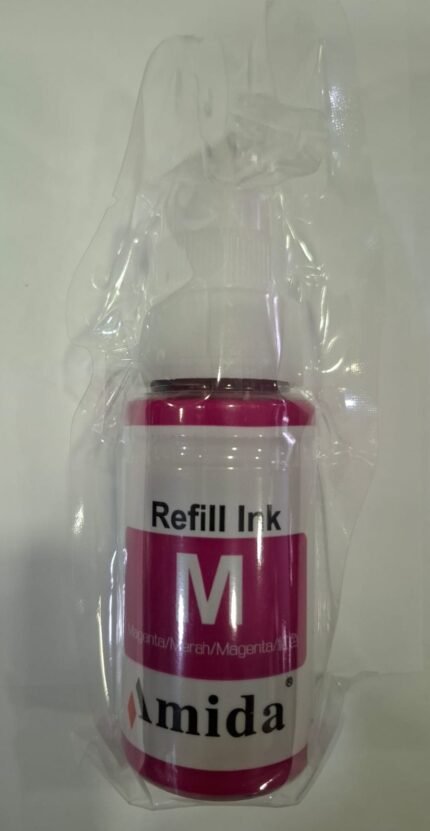 Refill Ink
M
Magenta/Merah/Magenta/
Amida®